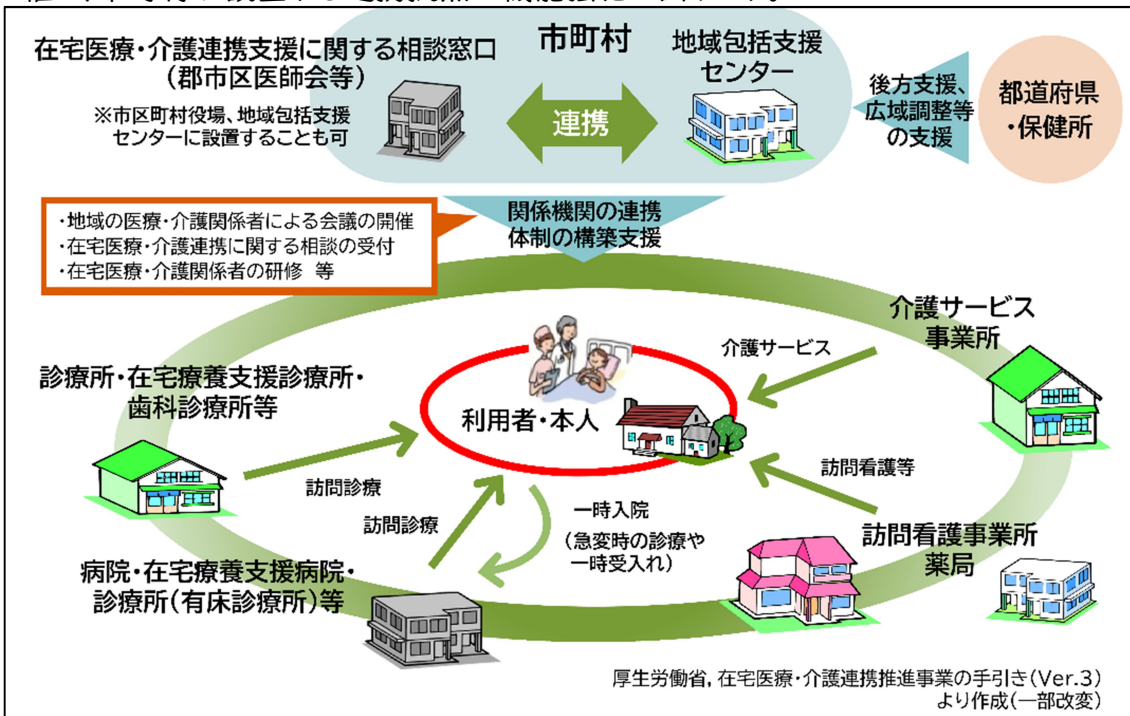 在宅医療・介護連携支援に関する相談窓口
(郡市区医師会等)
※市区町村役場、地域包括支援
センターに設置することも可
市町村
連携
地域包括支援
センター
後方支援、
広域調整等
の支援
都道府県
・保健所
・地域の医療・介護関係者による会議の開催
・在宅医療・介護連携に関する相談の受付
・在宅医療・介護関係者の研修 等
関係機関の連携
体制の構築支援
介護サービス
事業所
介護サービス
診療所・在宅療養支援診療所・
歯科診療所等
利用者・本人
訪問診療
訪問看護等
訪問診療
一時入院
(急変時の診療や
一時受入れ)
訪問看護事業所
薬局
病院・在宅療養支援病院・
診療所(有床診療所)等
厚生労働省, 在宅医療・介護連携推進事業の手引き(Ver.3)
より作成(一部改変)